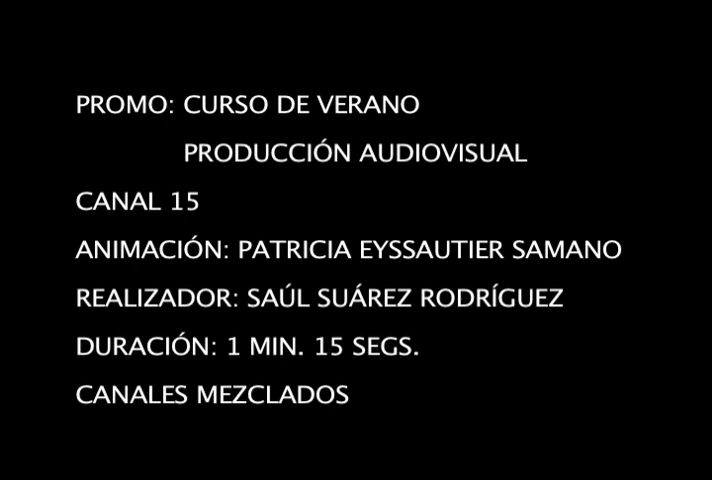 PROMO: CURSO DE VERANO
PRODUCCIÓN AUDIOVISUAL
CANAL 15
ANIMACIÓN: PATRICIA EYSSAUTIER SAMANO
REALIZADOR: SAÚL SUÁREZ RODRÍGUEZ
DURACIÓN: 1 MIN. 15 SEGS.
CANALES MEZCLADOS